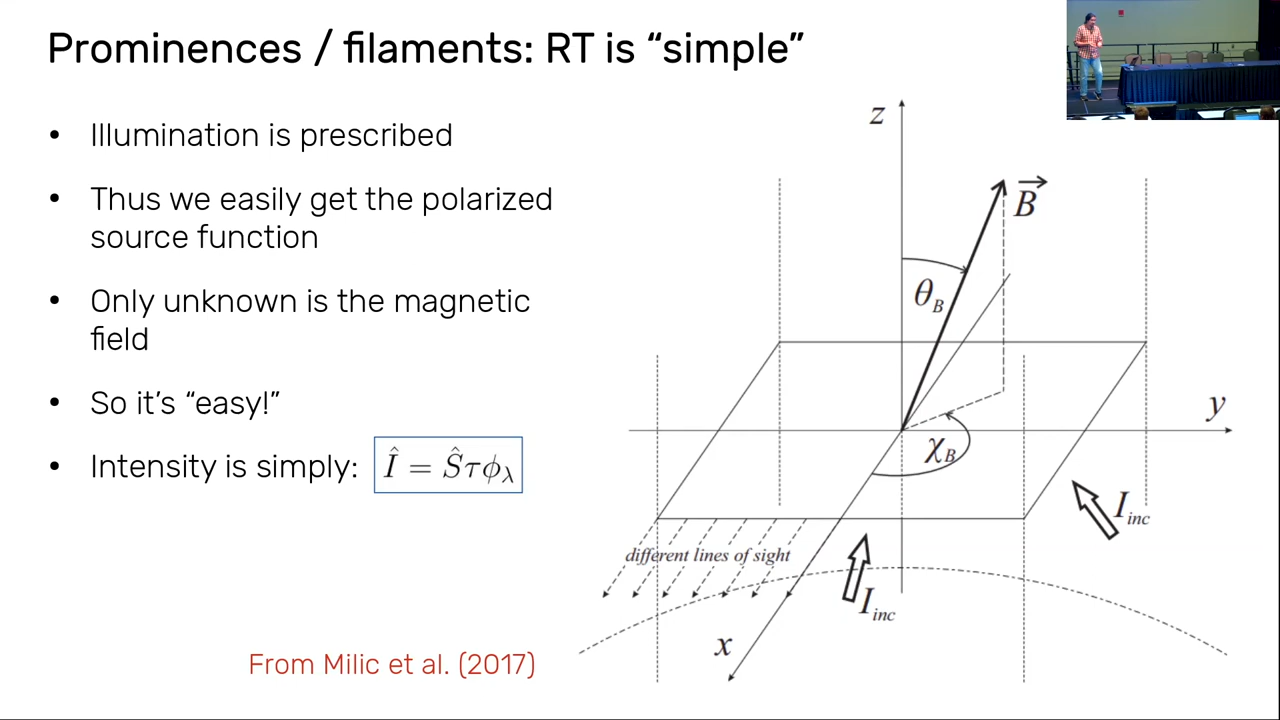 Prominences / filaments: RT is “simple”
• Illumination is prescribed
• Thus we easily get the polarized
source function
• Only unknown is the magnetic
field
• So it’s “easy!”
• Intensity is simply: Î = Ŝτϕ_λ
From Milic et al. (2017)
z
B⃗
θ_B
y
χ_B
I_inc
different lines of sight
I_inc
x